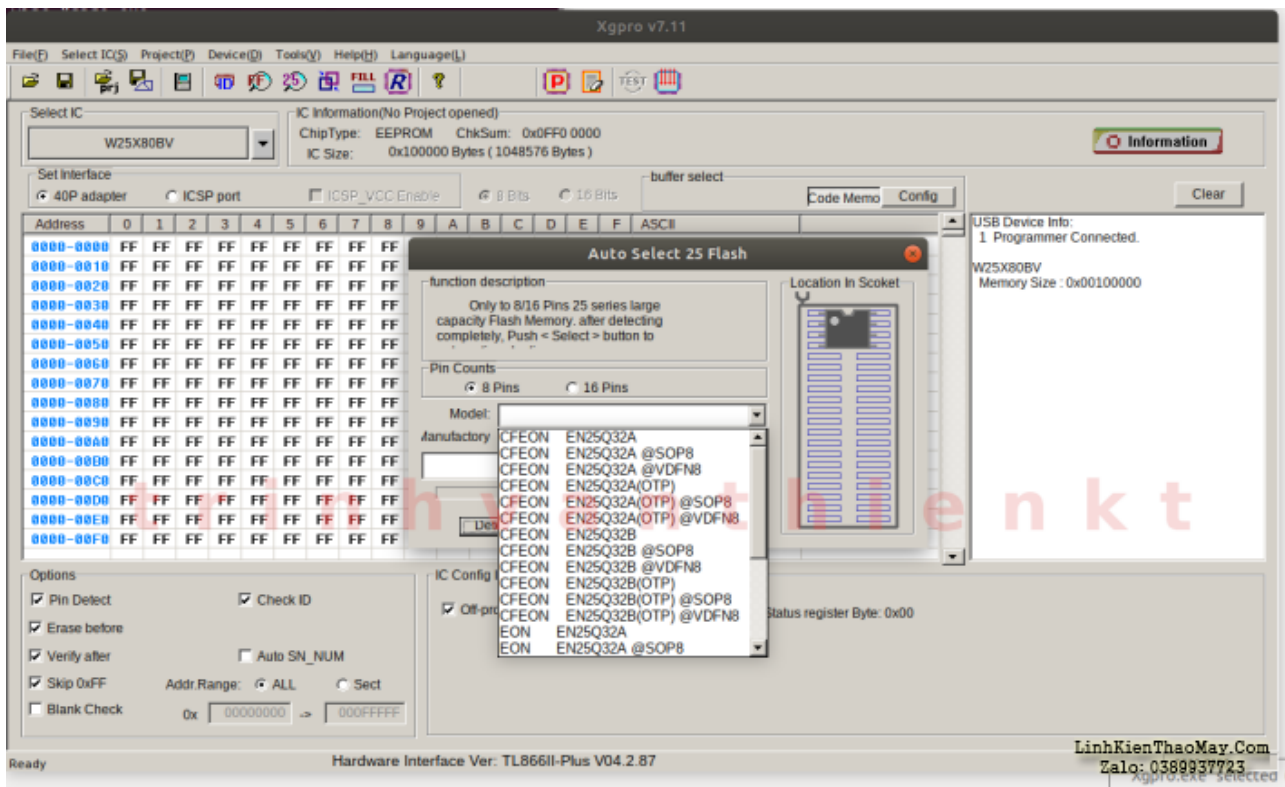 Xgpro v7.11
File(F) Select IC(S) Project(P) Device(D) Tools(V) Help(H) Language(L)
Select IC
W25X80BV
IC Information(No Project opened)
ChipType: EEPROM ChkSum: 0x0FF0 0000
IC Size: 0x100000 Bytes ( 1048576 Bytes )
Information
Set Interface
40P adapter ICSP port ICSP_VCC Enable 8 Bits 16 Bits
buffer select
Code Memo Config
Clear
Address 0 1 2 3 4 5 6 7 8 9 A B C D E F ASCII
0000-0000 FF FF FF FF FF FF FF FF FF
0000-0010 FF FF FF FF FF FF FF FF FF
0000-0020 FF FF FF FF FF FF FF FF FF
0000-0030 FF FF FF FF FF FF FF FF FF
0000-0040 FF FF FF FF FF FF FF FF FF
0000-0050 FF FF FF FF FF FF FF FF FF
0000-0060 FF FF FF FF FF FF FF FF FF
0000-0070 FF FF FF FF FF FF FF FF FF
0000-0080 FF FF FF FF FF FF FF FF FF
0000-0090 FF FF FF FF FF FF FF FF FF
0000-00A0 FF FF FF FF FF FF FF FF FF
0000-00B0 FF FF FF FF FF FF FF FF FF
0000-00C0 FF FF FF FF FF FF FF FF FF
0000-00D0 FF FF FF FF FF FF FF FF FF
0000-00E0 FF FF FF FF FF FF FF FF FF
0000-00F0 FF FF FF FF FF FF FF FF FF
Auto Select 25 Flash
function description
Only to 8/16 Pins 25 series large
capacity Flash Memory. after detecting
completely, Push < Select > button to
Pin Counts
8 Pins 16 Pins
Model:
Manufactory
CFEON EN25Q32A
CFEON EN25Q32A @SOP8
CFEON EN25Q32A @VDFN8
CFEON EN25Q32A(OTP)
CFEON EN25Q32A(OTP) @SOP8
CFEON EN25Q32A(OTP) @VDFN8
CFEON EN25Q32B
CFEON EN25Q32B @SOP8
CFEON EN25Q32B @VDFN8
CFEON EN25Q32B(OTP)
CFEON EN25Q32B(OTP) @SOP8
CFEON EN25Q32B(OTP) @VDFN8
EON EN25Q32A
EON EN25Q32A @SOP8
Location In Scoket
USB Device Info:
1 Programmer Connected.
W25X80BV
Memory Size : 0x00100000
Options
Pin Detect Check ID
Erase before
Verify after Auto SN_NUM
Skip 0xFF Addr.Range: ALL Sect
Blank Check 0x 00000000 -> 000FFFFF
IC Config
Status register Byte: 0x00
Ready
Hardware Interface Ver: TL866II-Plus V04.2.87
LinhKienThaoMay.Com
Zalo: 0389937723
Xgpro.exe selected